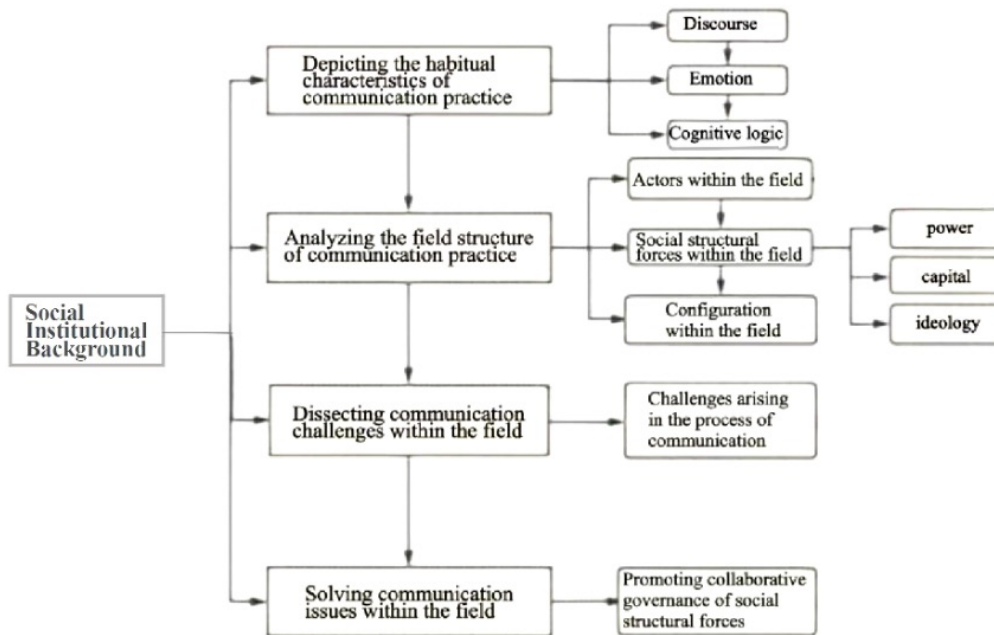 Social
Institutional
Background
Depicting the habitual
characteristics of
communication practice
Discourse
Emotion
Cognitive logic
Analyzing the field structure
of communication practice
Actors within the field
Social structural
forces within the field
Configuration
within the field
power
capital
ideology
Dissecting communication
challenges within the field
Challenges arising
in the process of
communication
Solving communication
issues within the field
Promoting collaborative
governance of social
structural forces